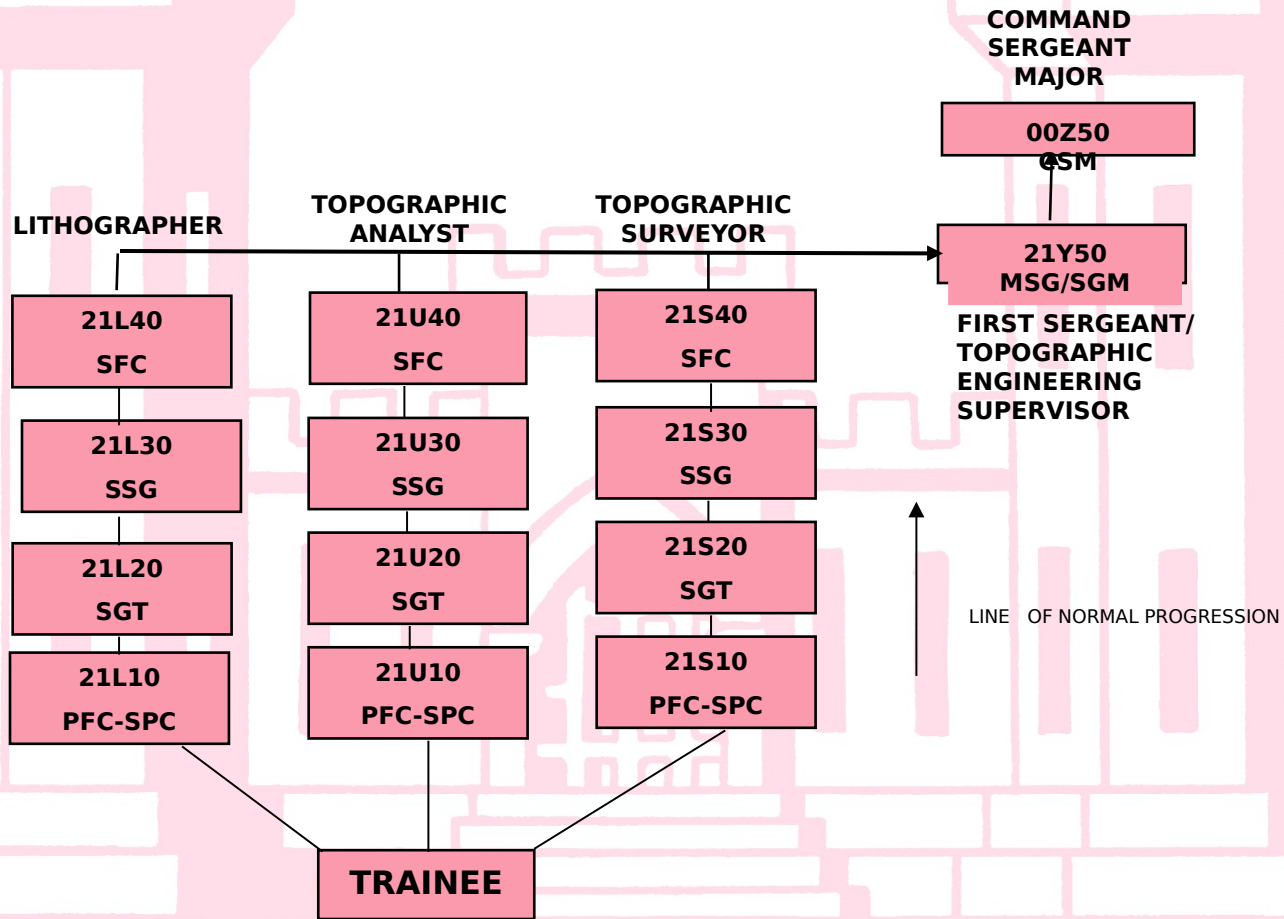 COMMAND
SERGEANT
MAJOR
00Z50
CSM
LITHOGRAPHER
TOPOGRAPHIC
ANALYST
TOPOGRAPHIC
SURVEYOR
21Y50
MSG/SGM
FIRST SERGEANT/
TOPOGRAPHIC
ENGINEERING
SUPERVISOR
21L40
SFC
21U40
SFC
21S40
SFC
21L30
SSG
21U30
SSG
21S30
SSG
21L20
SGT
21U20
SGT
21S20
SGT
LINE OF NORMAL PROGRESSION
21L10
PFC-SPC
21U10
PFC-SPC
21S10
PFC-SPC
TRAINEE